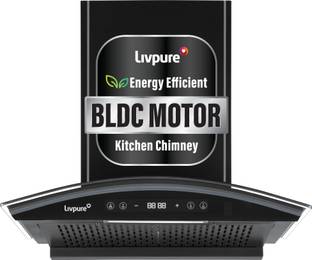 Livpure
Energy Efficient
BLDC MOTOR
Kitchen Chimney
Livpure
- 88:88 +